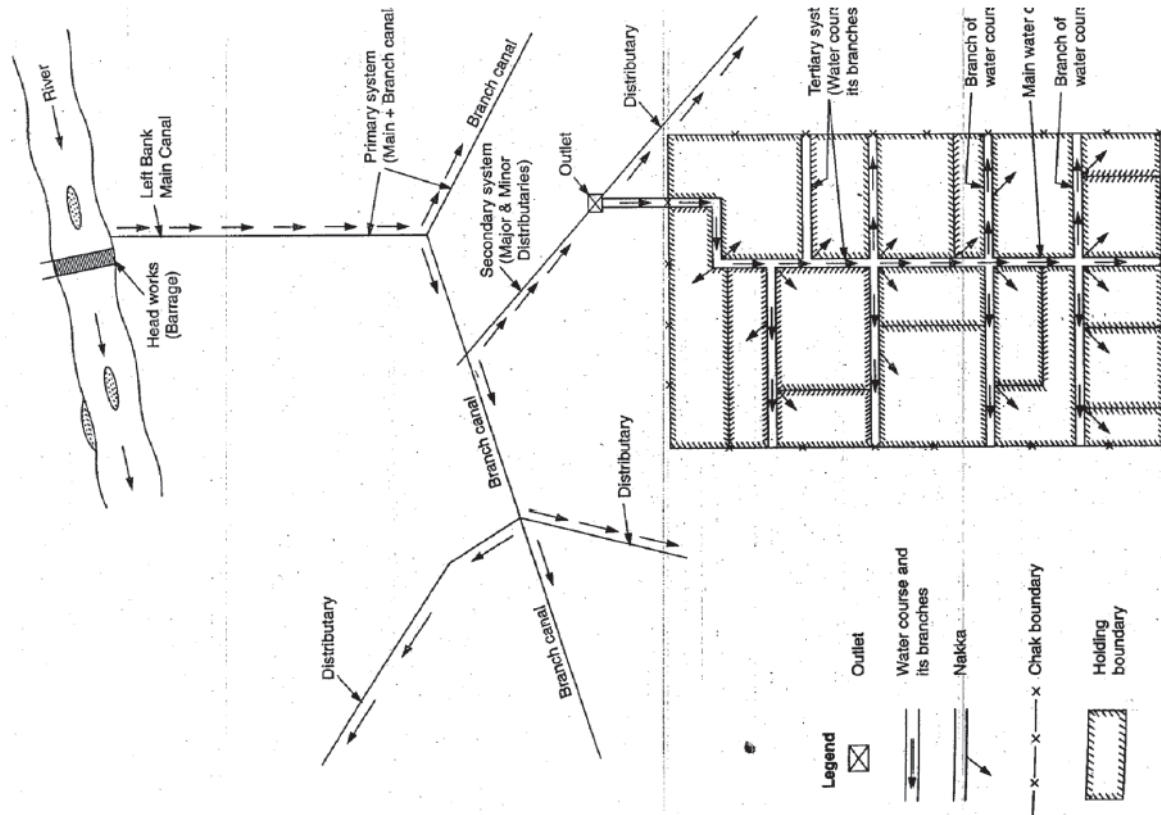 River
Left Bank
Main Canal
Head works
(Barrage)
Primary system
(Main + Branch canal
Branch canal
Secondary system
(Major & Minor
Distributaries)
Outlet
Distributary
Branch canal
Distributary
Distributary
Branch canal
Tertiary syst
(Water cours
its branches
Branch of
water cours
Main water c
Branch of
water cours
Legend
Outlet
Water course and
its branches
Nakka
Chak boundary
Holding
boundary